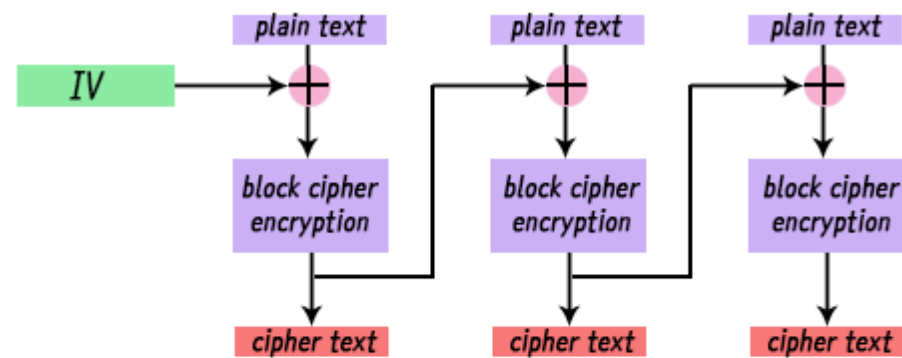 plain text
plain text
plain text
IV
block cipher
encryption
block cipher
encryption
block cipher
encryption
cipher text
cipher text
cipher text